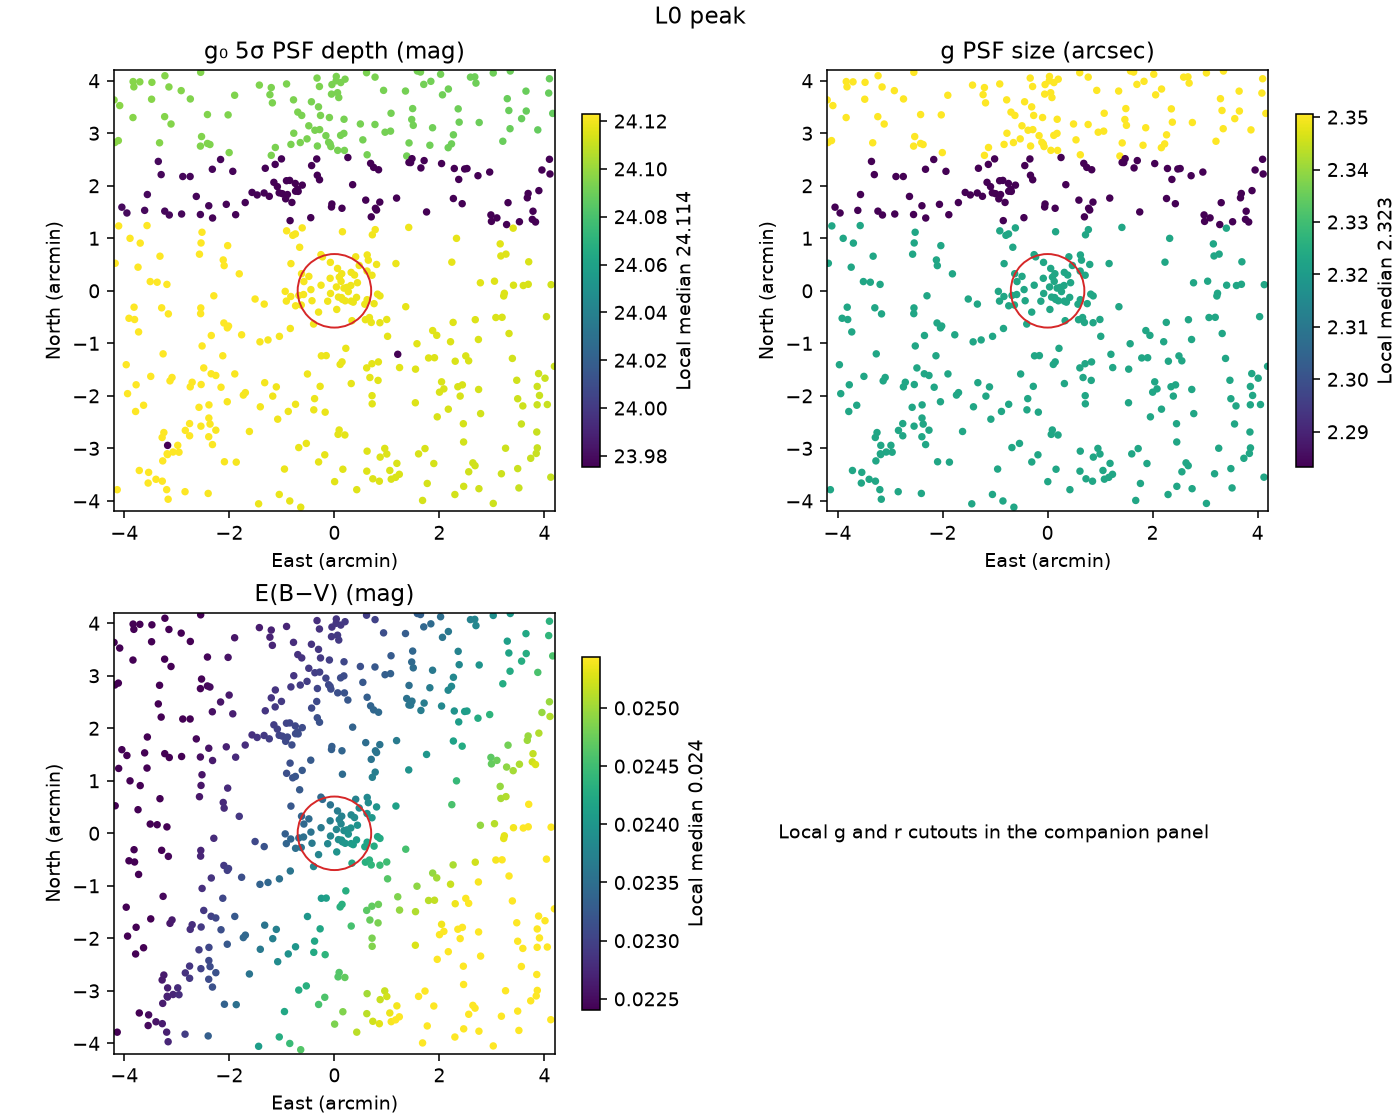 L0 peak
g₀ 5σ PSF depth (mag)
4
3
2
1
0
−1
−2
−3
−4
North (arcmin)
−4 −2 0 2 4
East (arcmin)
24.12
24.10
24.08
24.06
24.04
24.02
24.00
23.98
Local median 24.114
g PSF size (arcsec)
4
3
2
1
0
−1
−2
−3
−4
North (arcmin)
−4 −2 0 2 4
East (arcmin)
2.35
2.34
2.33
2.32
2.31
2.30
2.29
Local median 2.323
E(B−V) (mag)
4
3
2
1
0
−1
−2
−3
−4
North (arcmin)
−4 −2 0 2 4
East (arcmin)
0.0250
0.0245
0.0240
0.0235
0.0230
0.0225
Local median 0.024
Local g and r cutouts in the companion panel